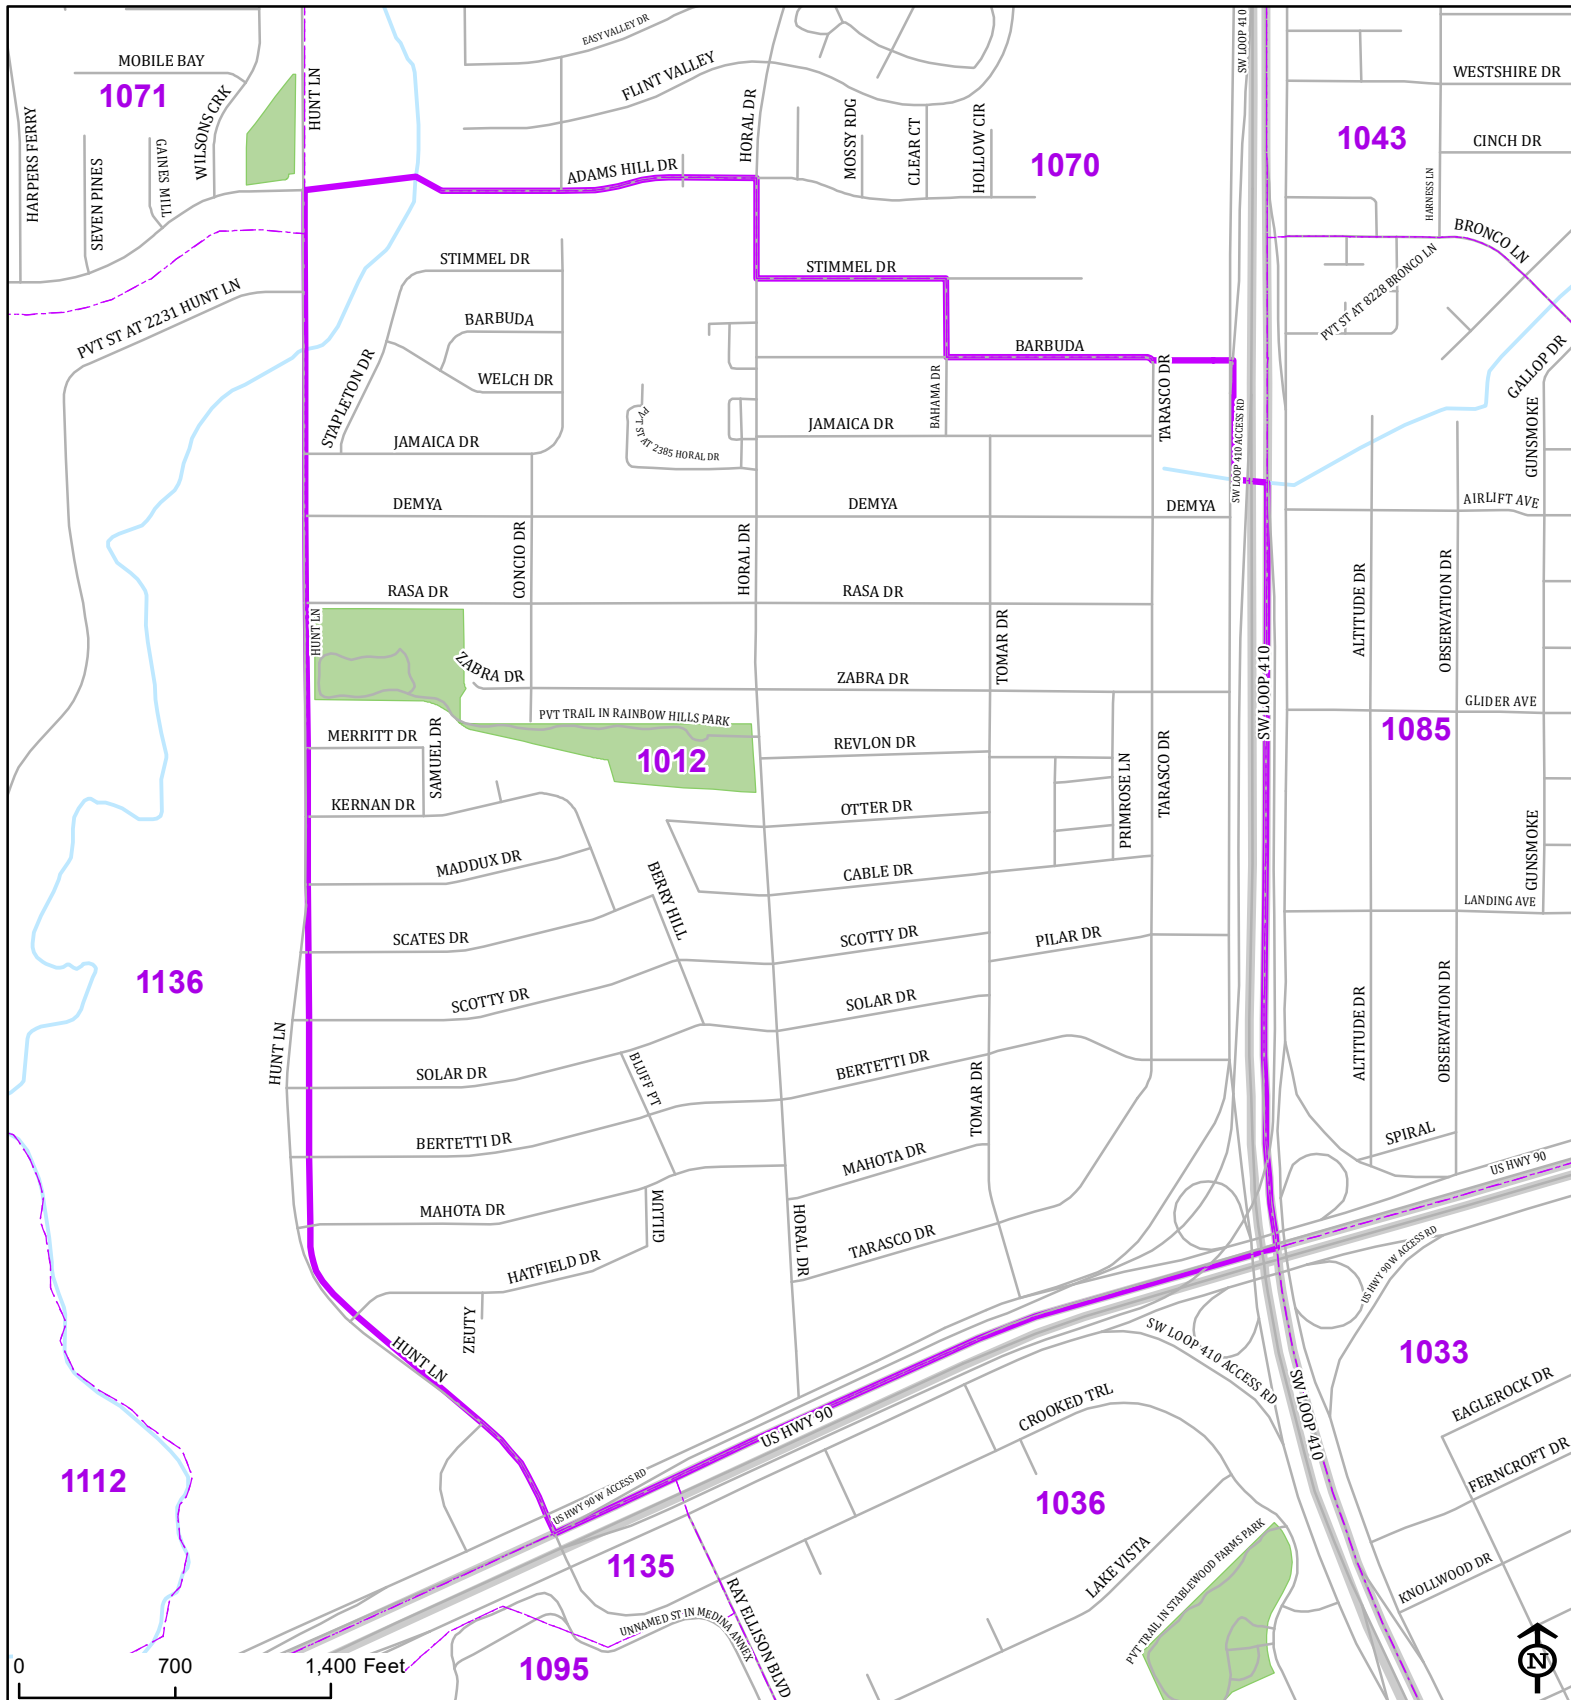 EASY VALLEY DR
SW LOOP 410
MOBILE BAY
FLINT VALLEY
WESTSHIRE DR
1071
HUNT LN
WILSONS CRK
HORAL DR
MOSSY RDG
CLEAR CT
HOLLOW CIR
1070
1043
CINCH DR
HARPERS FERRY
SEVEN PINES
GAINES MILL
ADAMS HILL DR
HARNESS LN
BRONCO LN
STIMMEL DR
STIMMEL DR
PVT ST AT 2231 HUNT LN
PVT ST AT 8228 BRONCO LN
BARBUDA
BARBUDA
WELCH DR
STAPLETON DR
BAHAMA DR
TARASCO DR
GALLOP DR
JAMAICA DR
PVT ST AT 2385 HORAL DR
JAMAICA DR
SW LOOP 410 ACCESS RD
GUNSMOKE
DEMYA
DEMYA
DEMYA
AIRLIFT AVE
CONCIO DR
HORAL DR
RASA DR
RASA DR
ALTITUDE DR
OBSERVATION DR
HUNT LN
TOMAR DR
ZABRA DR
ZABRA DR
SW LOOP 410
GLIDER AVE
PVT TRAIL IN RAINBOW HILLS PARK
1085
MERRITT DR
SAMUEL DR
1012
REVLON DR
PRIMROSE LN
TARASCO DR
KERNAN DR
OTTER DR
MADDUX DR
BERRY HILL
CABLE DR
GUNSMOKE
LANDING AVE
SCATES DR
SCOTTY DR
PILAR DR
1136
SCOTTY DR
SOLAR DR
ALTITUDE DR
OBSERVATION DR
HUNT LN
SOLAR DR
BLUFF PT
BERTETTI DR
TOMAR DR
BERTETTI DR
SPIRAL
MAHOTA DR
US HWY 90
MAHOTA DR
GILLUM
HORAL DR
TARASCO DR
HATFIELD DR
US HWY 90 W ACCESS RD
ZEUTY
HUNT LN
SW LOOP 410 ACCESS RD
1033
EAGLEROCK DR
CROOKED TRL
SW LOOP 410
US HWY 90
1112
US HWY 90 W ACCESS RD
1036
FERNCROFT DR
1135
LAKE VISTA
PVT TRAIL IN STABLEWOOD FARMS PARK
KNOLLWOOD DR
RAY ELLISON BLVD
UNNAMED ST IN MEDINA ANNEX
1095
0 700 1,400 Feet
N